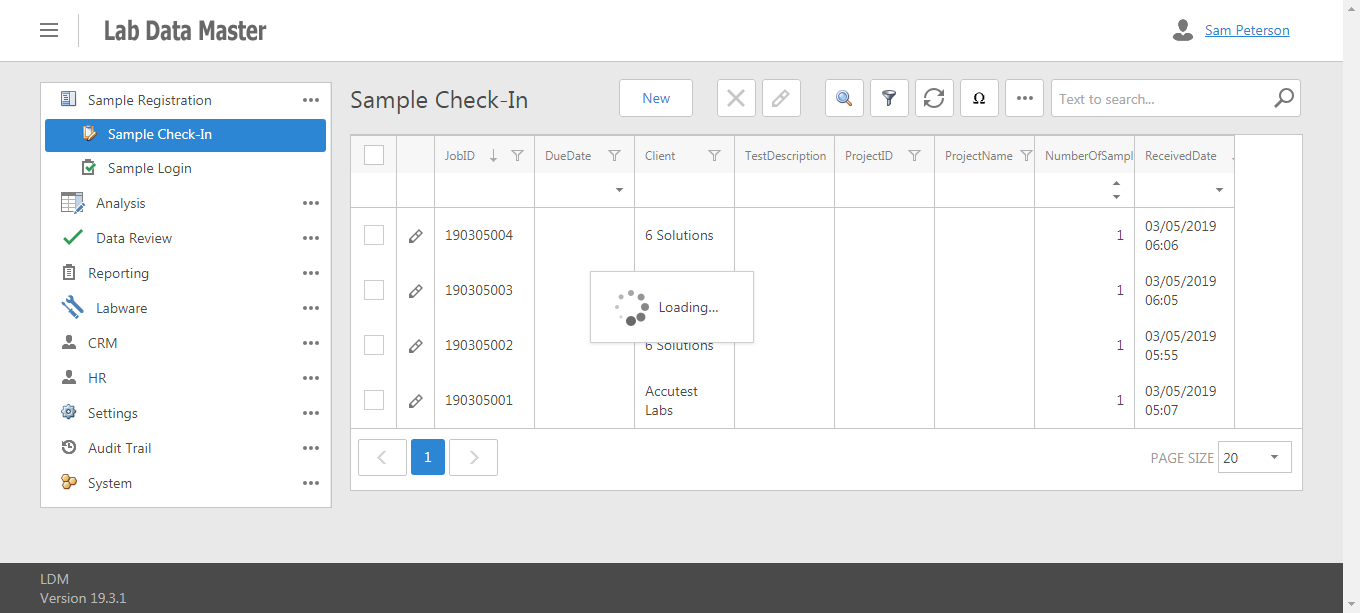 Lab Data Master
Sam Peterson
Sample Registration
Sample Check-In
Sample Login
Analysis
Data Review
Reporting
Labware
CRM
HR
Settings
Audit Trail
System
Sample Check-In
New
Ω
Text to search...
JobID DueDate Client TestDescription ProjectID ProjectName NumberOfSampl ReceivedDate
190305004 6 Solutions 1 03/05/2019
06:06
190305003 1 03/05/2019
06:05
Loading...
190305002 6 Solutions 1 03/05/2019
05:55
190305001 Accutest
Labs 1 03/05/2019
05:07
1
PAGE SIZE 20
LDM
Version 19.3.1